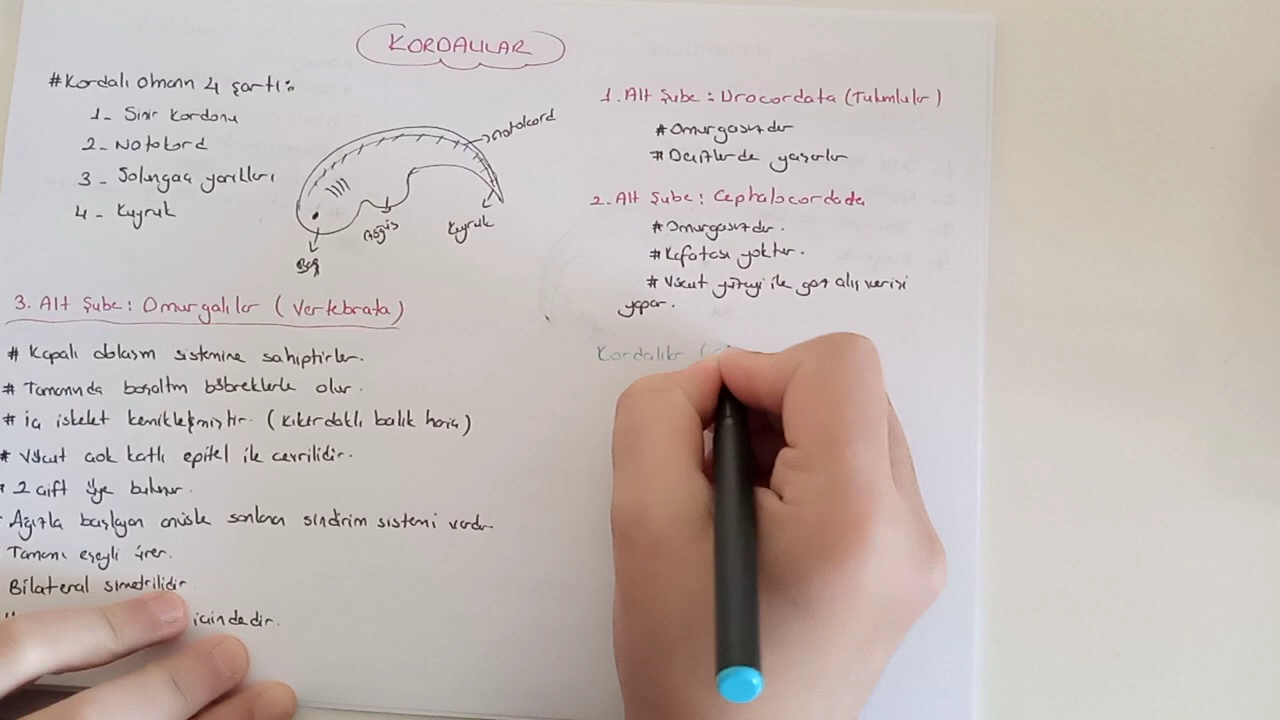 KORDALILAR
#Kordalı olmanın 4 şartı:
1- Sinir Kordonu
2- Notokord
3- Solungaç yarıkları
4- Kuyruk
notokord
Ağış
Kuyruk
Baş
1. Alt Şube: Urocordata (Tulumlular)
#Omurgasızdır
#Denizlerde yaşarlar
2. Alt Şube: Cephalocordata
#Omurgasızdır.
#Kafatası yoktur.
#Vücut yüzeyi ile gaz alış verişi
yapar.
Kordalılar (
3. Alt Şube: Omurgalılar (Vertebrata)
# Kapalı dolaşım sistemine sahiptirler.
# Tamamında boşaltım böbreklerle olur.
# İç iskelet kemikleşmiştir. (kıkırdaklı balık hariç)
# Vücut çok katlı epitel ile çevrilidir.
2 çift üye bulunur.
Ağızla başlayan anüsle sonlanan sindirim sistemi vardır
Tamamı eşeyli ürer.
Bilateral simetrilidir.
içindedir.